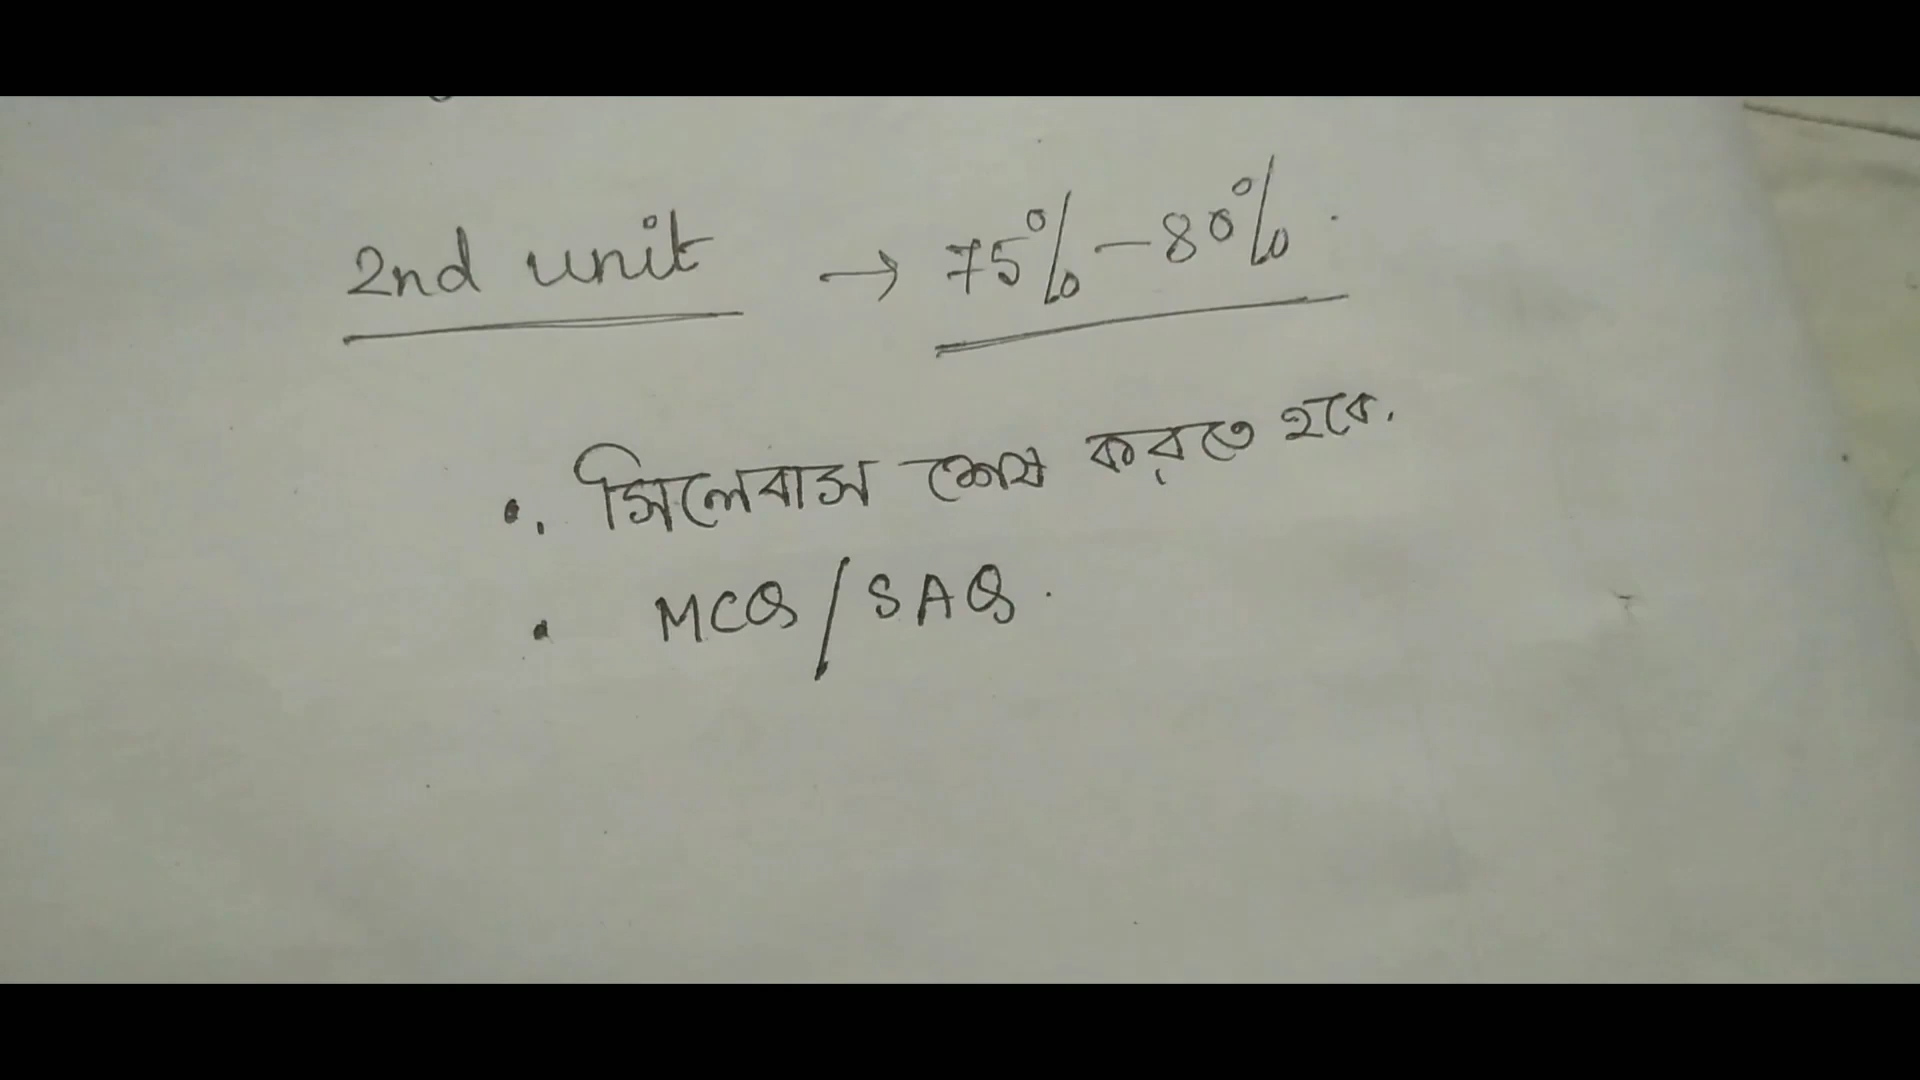 2nd unit → 75% – 80%.
• সিলেবাস শেষ করতে হবে.
• MCQ / SAQ.